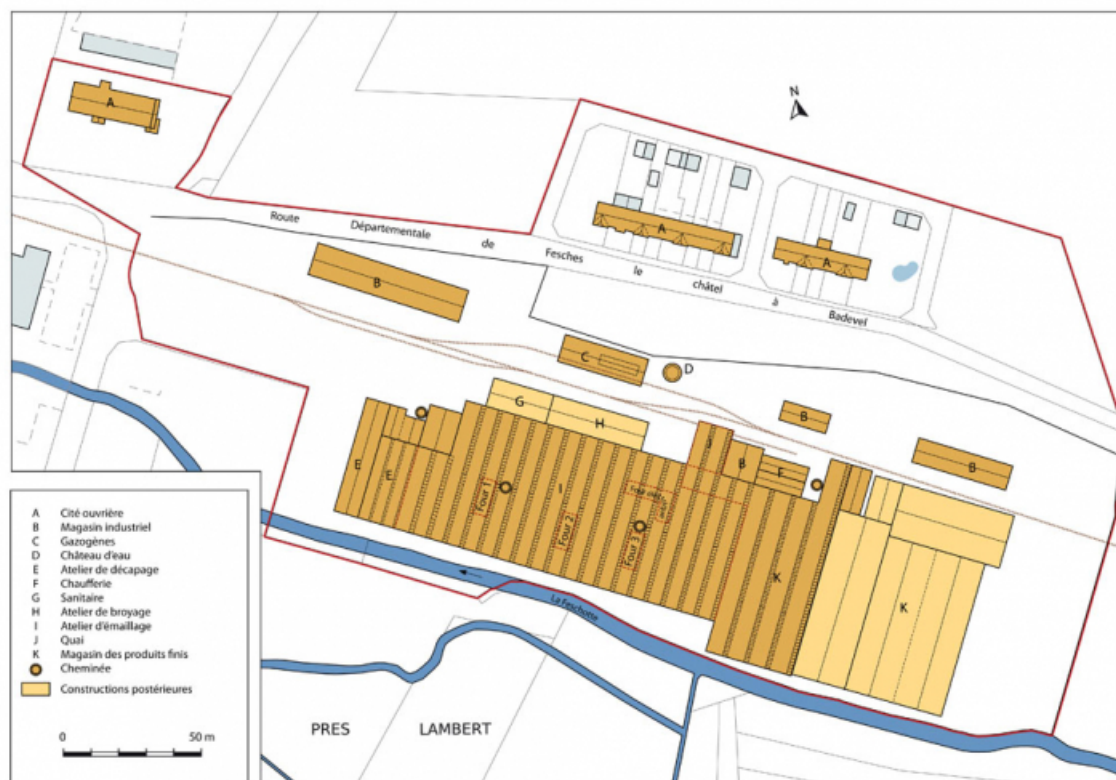 A
N
Route Départementale de Fesches le châtel à Badevel
A
A
B
C
D
B
B
G
H
J
B
F
E
E
Four 1
I
Four 2
Four 3
K
K
La Feschotte
PRES LAMBERT
A Cité ouvrière
B Magasin industriel
C Gazogènes
D Château d'eau
E Atelier de décapage
F Chaufferie
G Sanitaire
H Atelier de broyage
I Atelier d'émaillage
J Quai
K Magasin des produits finis
Cheminée
Constructions postérieures
0 50 m